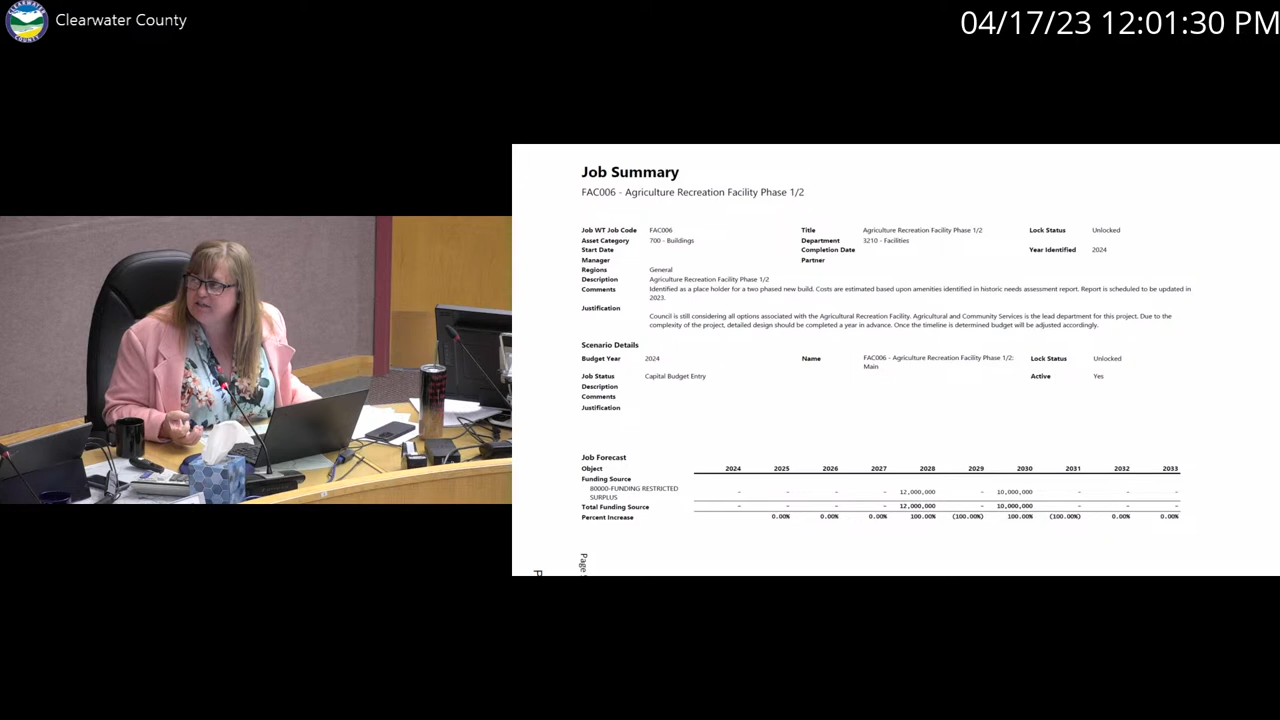 CLEARWATER
COUNTY
Clearwater County
04/17/23 12:01:30 PM
Job Summary
FAC006 - Agriculture Recreation Facility Phase 1/2
Job WT Job Code FAC006 Title Agriculture Recreation Facility Phase 1/2 Lock Status Unlocked
Asset Category 700 - Buildings Department 3210 - Facilities
Start Date Completion Date Year Identified 2024
Manager Partner
Regions General
Description Agriculture Recreation Facility Phase 1/2
Comments Identified as a place holder for a two phased new build. Costs are estimated based upon amenities identified in historic needs assessment report. Report is scheduled to be updated in
2023.
Justification
Council is still considering all options associated with the Agricultural Recreation Facility. Agricultural and Community Services is the lead department for this project. Due to the
complexity of the project, detailed design should be completed a year in advance. Once the timeline is determined budget will be adjusted accordingly.
Scenario Details
Budget Year 2024 Name FAC006 - Agriculture Recreation Facility Phase 1/2: Lock Status Unlocked
Main
Job Status Capital Budget Entry Active Yes
Description
Comments
Justification
Job Forecast
Object 2024 2025 2026 2027 2028 2029 2030 2031 2032 2033
Funding Source
B0000-FUNDING RESTRICTED
SURPLUS - - - - 12,000,000 - 10,000,000 - - -
Total Funding Source - - - - 12,000,000 - 10,000,000 - - -
Percent Increase 0.00% 0.00% 0.00% 100.00% (100.00%) 100.00% (100.00%) 0.00% 0.00%
Page
P